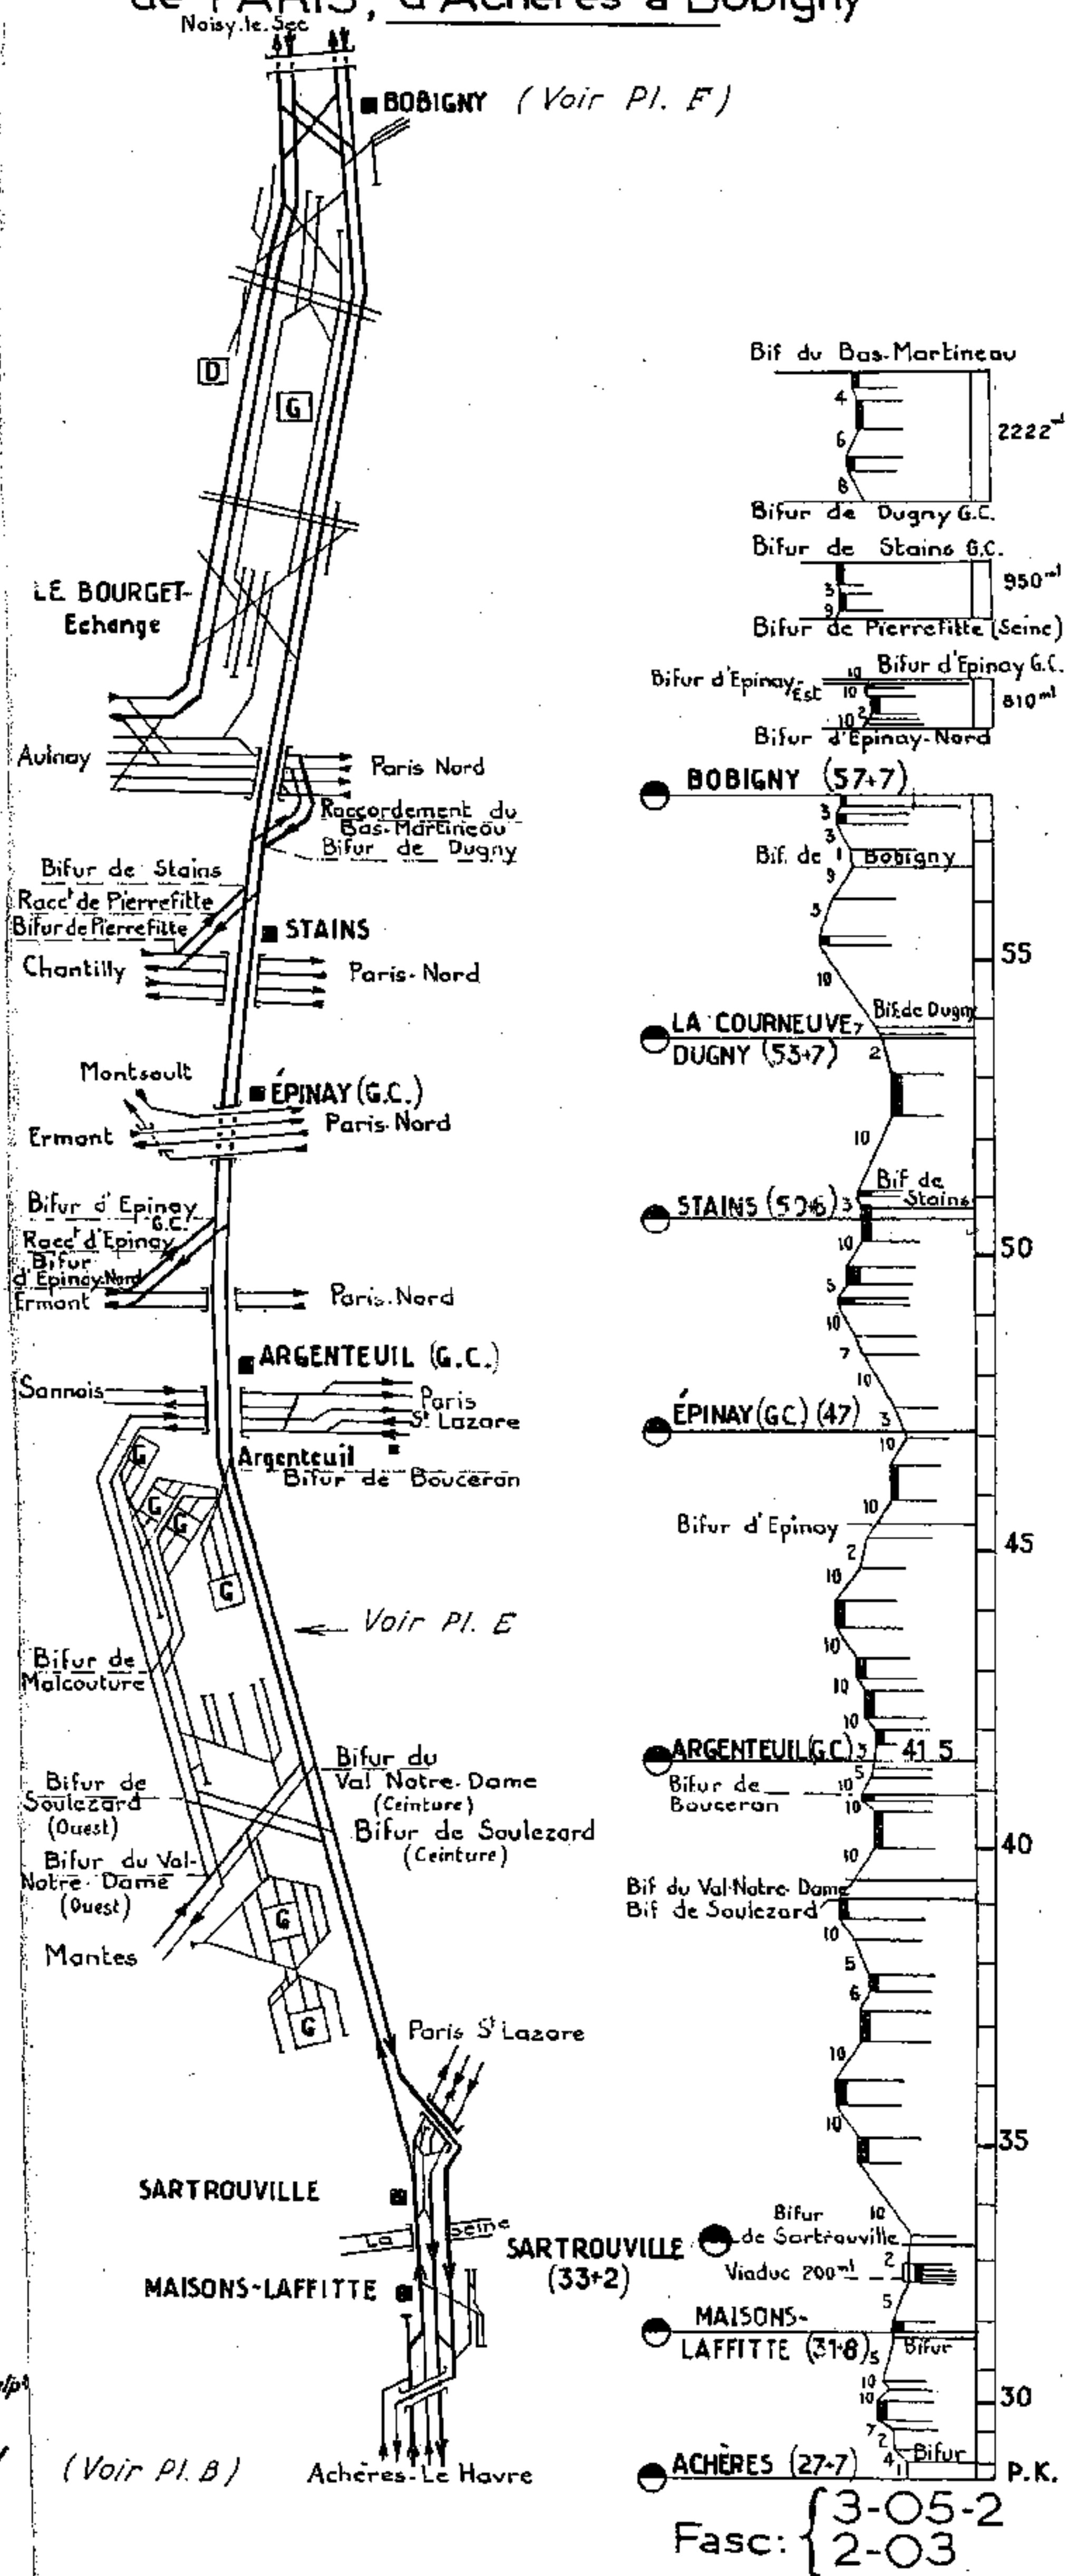 de PARIS, d'Achères à Bobigny
Noisy.le.Sec
BOBIGNY (Voir Pl. F)
D
G
LE BOURGET-
Echange
Aulnay
Paris Nord
Raccordement du
Bas-Martineau
Bifur de Dugny
Bifur de Stains
Racct de Pierrefitte
Bifur de Pierrefitte
STAINS
Chantilly
Paris-Nord
Montsoult
ÉPINAY (G.C.)
Paris-Nord
Ermont
Bifur d'Epinay
G.C.
Racct d'Epinay
Bifur
d'Epinay-Nord
Ermont
Paris-Nord
ARGENTEUIL (G.C.)
Sannois
Paris
St Lazare
Argenteuil
Bifur de Bouceran
G
G
G
G
Voir Pl. E
Bifur de
Malcouture
Bifur du
Val Notre-Dame
(Ceinture)
Bifur de
Soulezard
(Ouest)
Bifur de Soulezard
(Ceinture)
Bifur du Val-
Notre-Dame
(Ouest)
Mantes
G
G
Paris St Lazare
SARTROUVILLE
La Seine
MAISONS-LAFFITTE
(Voir Pl. B)
Achères-Le Havre
Bif du Bas-Martineau
4
6
8
2222ml
Bifur de Dugny G.C.
Bifur de Stains G.C.
3
9
950ml
Bifur de Pierrefitte (Seine)
10 Bifur d'Epinay G.C.
Bifur d'Epinay-Est
10
2
10
810ml
Bifur d'Epinay-Nord
BOBIGNY (57+7)
3
3
Bif. de 1 Bobigny
9
5
55
10
LA COURNEUVE 7 Bif. de Dugny
DUGNY (53+7) 2
10
Bif de
Stains
STAINS (50+6) 3
10
50
5
10
7
10
ÉPINAY (GC) (47) 3
10
10
Bifur d'Epinay
45
2
10
10
10
10
ARGENTEUIL (G.C) 3 41 5
5
Bifur de 10
Bouceran 10
40
10
Bif du Val-Notre-Dame
Bif de Soulezard
10
5
6
10
10
35
10
Bifur
de Sartrouville
SARTROUVILLE
(33+2)
2
Viaduc 200ml
5
MAISONS-
LAFFITTE (31+8) 5 Bifur
10
10
30
7
2
4 Bifur
ACHÈRES (27+7) 1
P.K.
Fasc: { 3-05-2
2-03